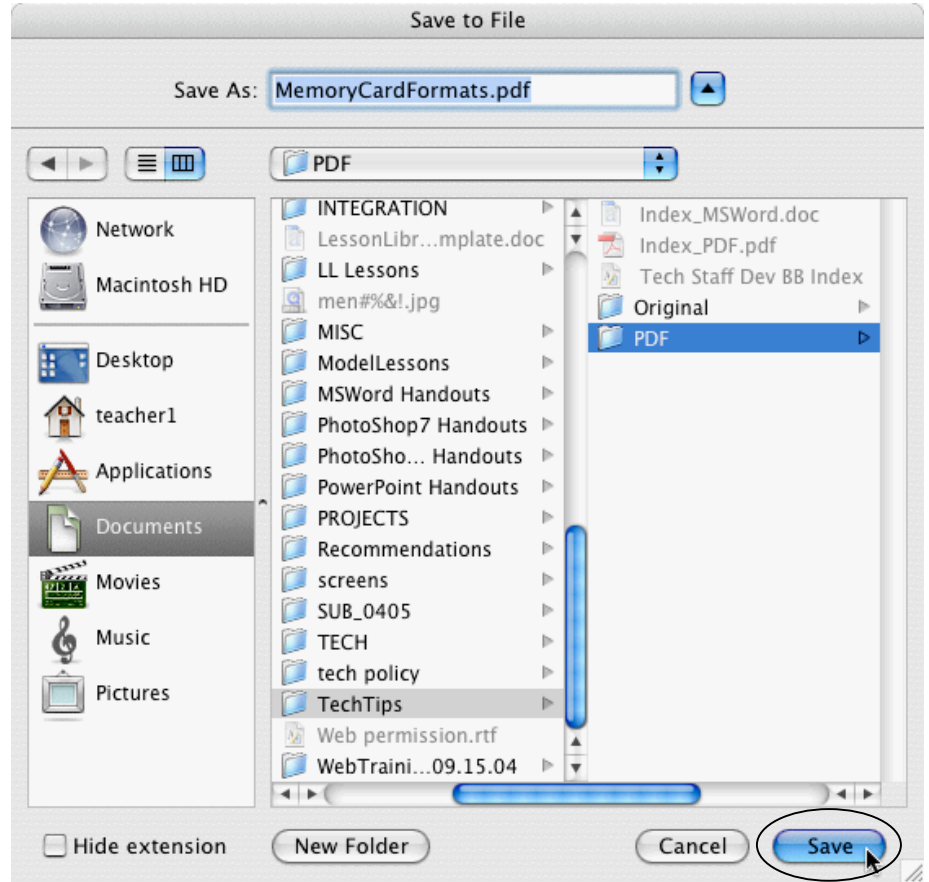 Save to File
Save As: MemoryCardFormats.pdf
PDF
Network
Macintosh HD
Desktop
teacher1
Applications
Documents
Movies
Music
Pictures
INTEGRATION
LessonLibr...mplate.doc
LL Lessons
men#%&!.jpg
MISC
ModelLessons
MSWord Handouts
PhotoShop7 Handouts
PhotoSho... Handouts
PowerPoint Handouts
PROJECTS
Recommendations
screens
SUB_0405
TECH
tech policy
TechTips
Web permission.rtf
WebTraini...09.15.04
Index_MSWord.doc
Index_PDF.pdf
Tech Staff Dev BB Index
Original
PDF
Hide extension
New Folder
Cancel
Save